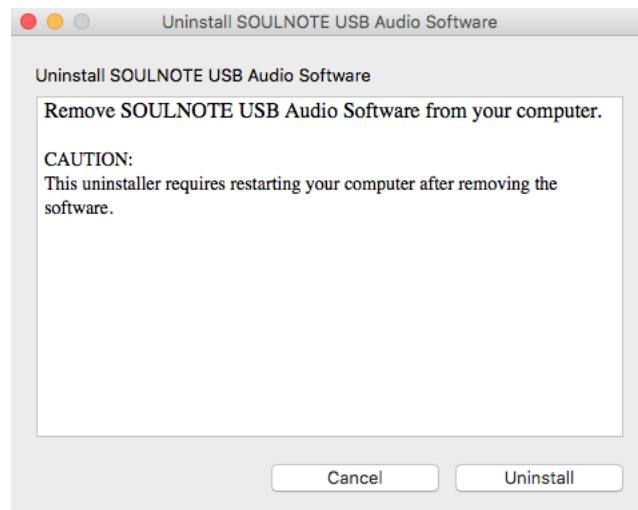 Uninstall SOULNOTE USB Audio Software
Uninstall SOULNOTE USB Audio Software
Remove SOULNOTE USB Audio Software from your computer.
CAUTION:
This uninstaller requires restarting your computer after removing the
software.
Cancel
Uninstall